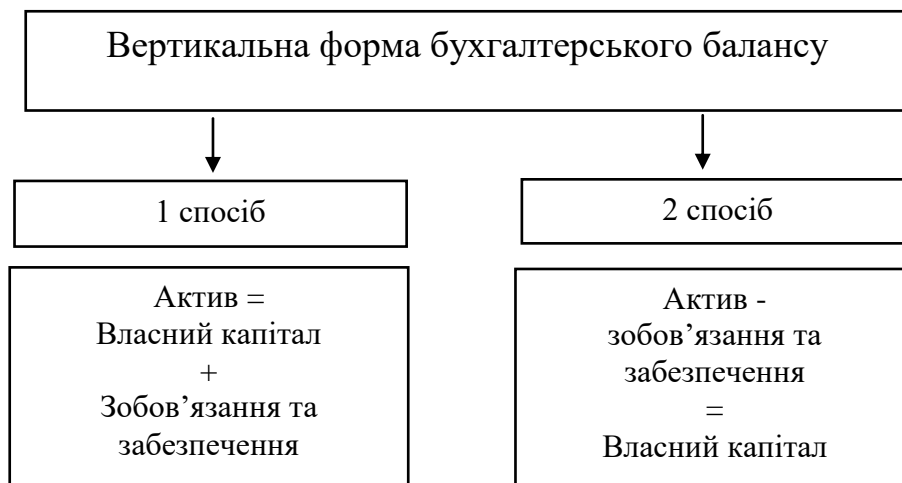 Вертикальна форма бухгалтерського балансу
1 спосіб
2 спосіб
Актив =
Власний капітал
+
Зобов’язання та
забезпечення
Актив -
зобов’язання та
забезпечення
=
Власний капітал